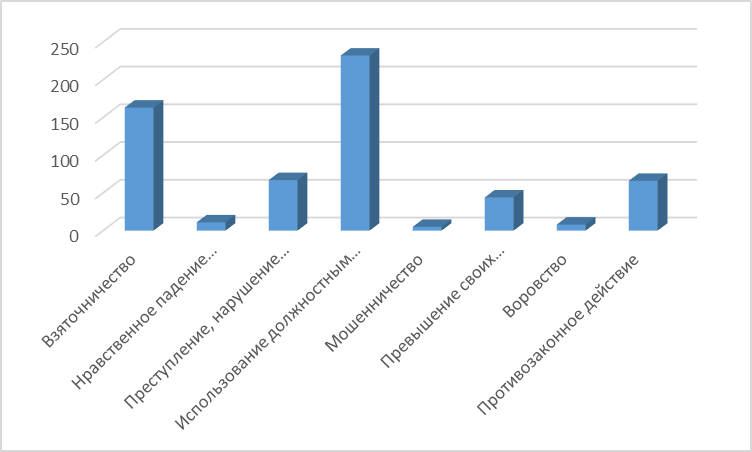 250
200
150
100
50
0
Взяточничество
Нравственное падение...
Преступление, нарушение...
Использование должностным...
Мошенничество
Превышение своих...
Воровство
Противозаконное действие